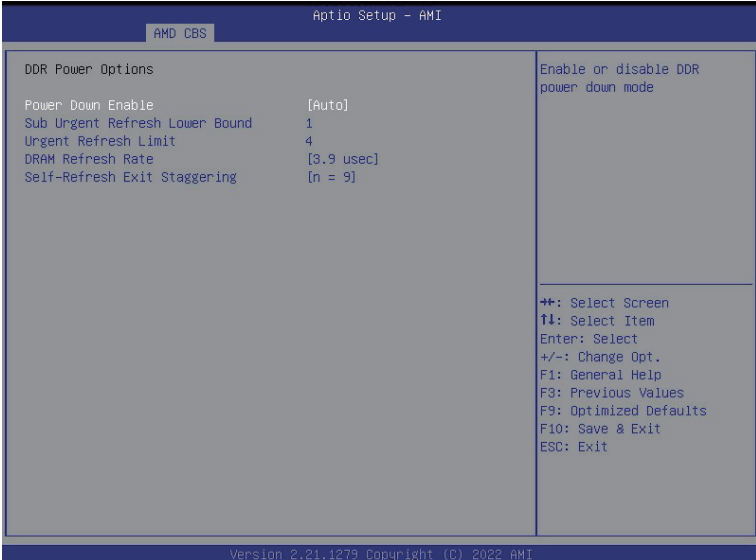 Aptio Setup - AMI
AMD CBS
DDR Power Options
Power Down Enable [Auto]
Sub Urgent Refresh Lower Bound 1
Urgent Refresh Limit 4
DRAM Refresh Rate [3.9 usec]
Self-Refresh Exit Staggering [n = 9]
Enable or disable DDR
power down mode
→←: Select Screen
↑↓: Select Item
Enter: Select
+/-: Change Opt.
F1: General Help
F3: Previous Values
F9: Optimized Defaults
F10: Save & Exit
ESC: Exit
Version 2.21.1279 Copyright (C) 2022 AMI